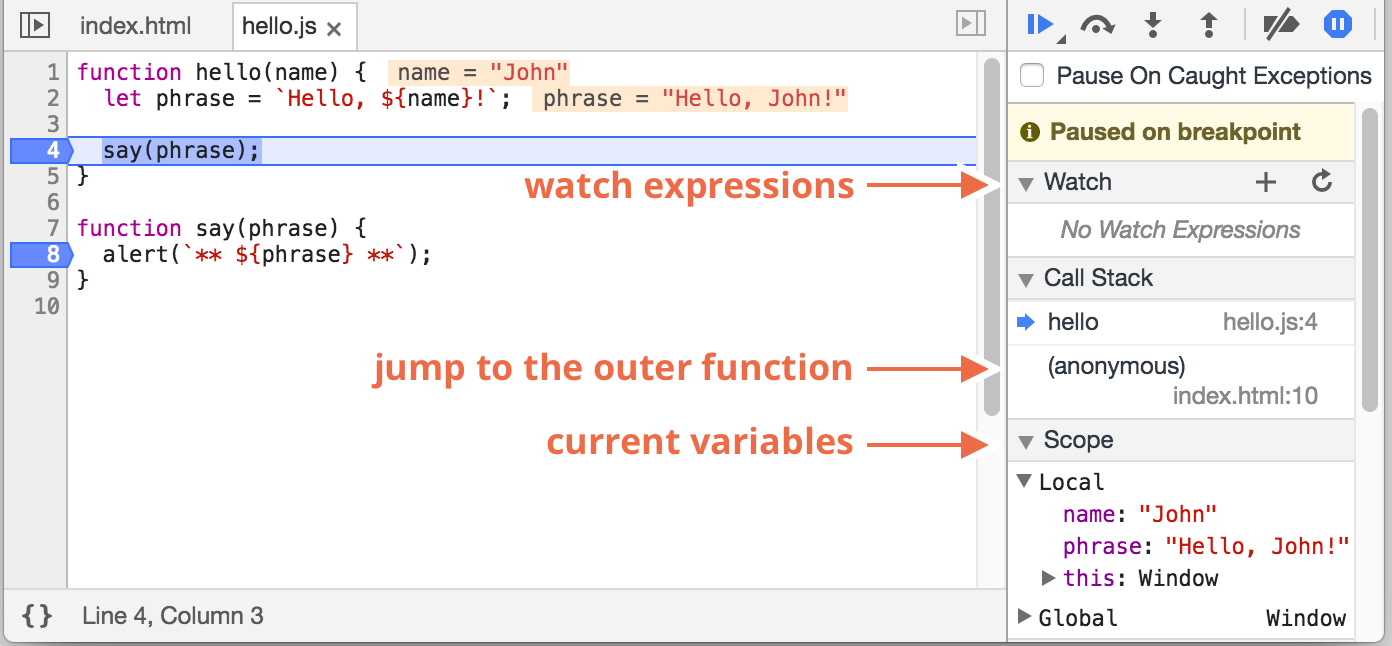 index.html
hello.js ×
1 function hello(name) { name = "John"
2 let phrase = `Hello, ${name}!`; phrase = "Hello, John!"
3
4 say(phrase);
5 }
6
7 function say(phrase) {
8 alert(`** ${phrase} **`);
9 }
10
watch expressions
jump to the outer function
current variables
{} Line 4, Column 3
Pause On Caught Exceptions
Paused on breakpoint
Watch
No Watch Expressions
Call Stack
hello hello.js:4
(anonymous)
index.html:10
Scope
Local
name: "John"
phrase: "Hello, John!"
this: Window
Global Window